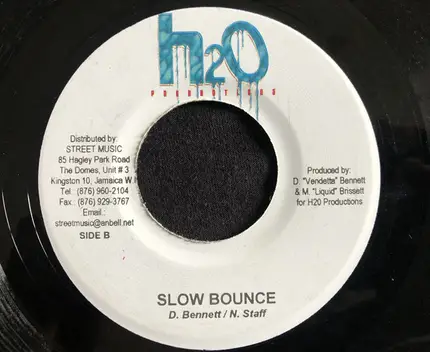 h2O
PRODUCTIONS
Distributed by:
STREET MUSIC
85 Hagley Park Road
The Domes, Unit # 3
Kingston 10, Jamaica W.I
Tel. (876) 960-2104
Fax.: (876) 929-3767
Email.:
streetmusic@anbell.net
SIDE B
Produced by:
D. "Vendetta" Bennett
& M. "Liquid" Brissett
for H20 Productions
SLOW BOUNCE
D. Bennett / N. Staff